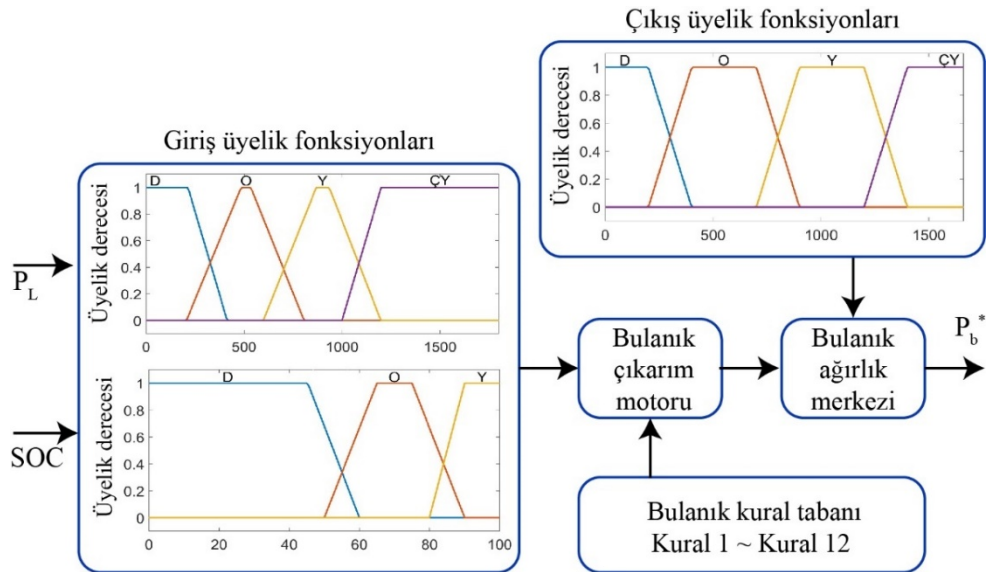 Çıkış üyelik fonksiyonları
D O Y ÇY
1
0.8
0.6
0.4
0.2
0
Üyelik derecesi
0 500 1000 1500
Giriş üyelik fonksiyonları
D O Y ÇY
1
0.8
0.6
0.4
0.2
0
Üyelik derecesi
0 500 1000 1500
P_L
D O Y
1
0.8
0.6
0.4
0.2
0
Üyelik derecesi
0 20 40 60 80 100
SOC
Bulanık
çıkarım
motoru
Bulanık
ağırlık
merkezi
P_b^*
Bulanık kural tabanı
Kural 1 ~ Kural 12